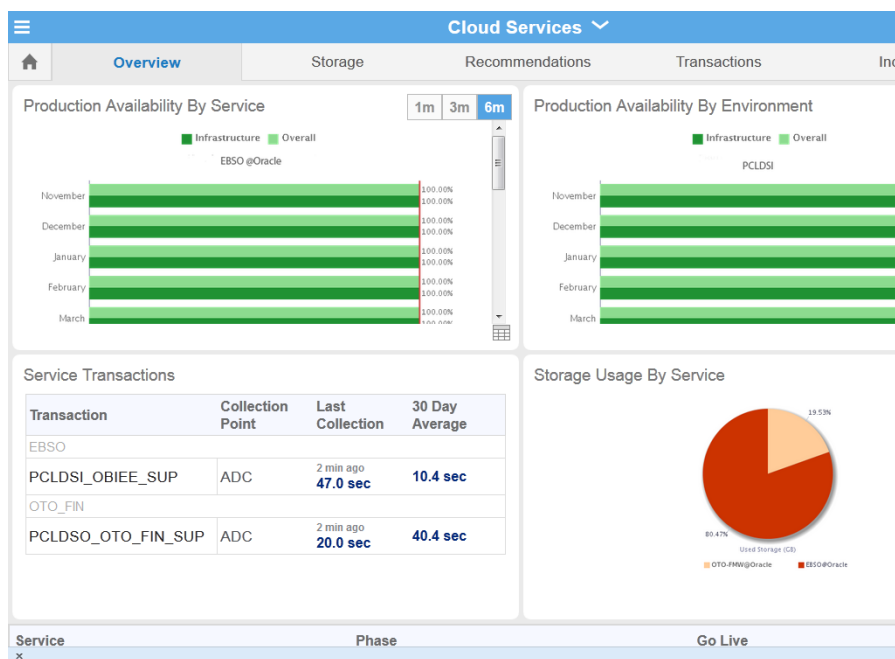 Cloud Services
Overview Storage Recommendations Transactions
Production Availability By Service
1m 3m 6m
Infrastructure Overall
EBSO @Oracle
November 100.00%
100.00%
December 100.00%
100.00%
January 100.00%
100.00%
February 100.00%
100.00%
March 100.00%
100.00%
Production Availability By Environment
Infrastructure Overall
PCLDSI
November
December
January
February
March
Service Transactions
Transaction Collection Point Last Collection 30 Day Average
EBSO
PCLDSI_OBIEE_SUP ADC 2 min ago 47.0 sec 10.4 sec
OTO_FIN
PCLDSO_OTO_FIN_SUP ADC 2 min ago 20.0 sec 40.4 sec
Storage Usage By Service
19.53%
80.47%
Used Storage (GB)
OTO-FMW@Oracle EBSO@Oracle
Service Phase Go Live
×